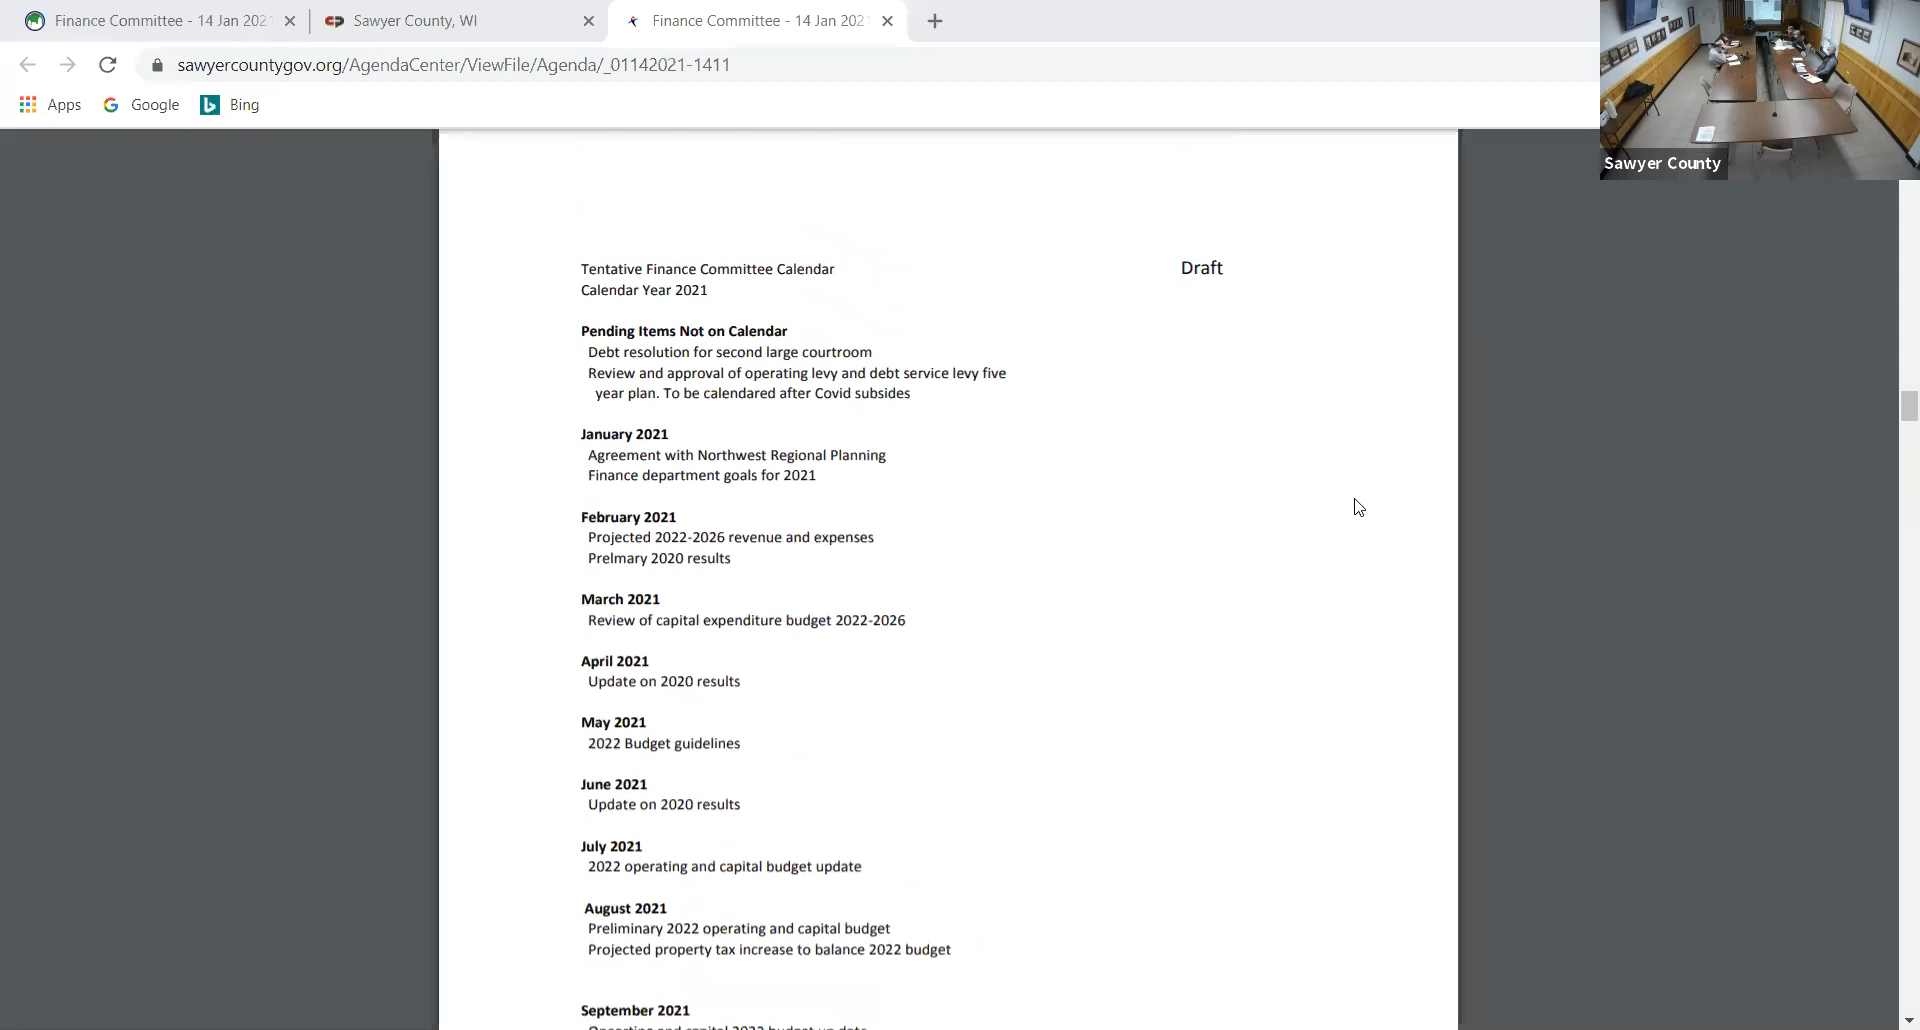 Finance Committee - 14 Jan 202
Sawyer County, WI
Finance Committee - 14 Jan 202
sawyercountygov.org/AgendaCenter/ViewFile/Agenda/_01142021-1411
Apps
Google
Bing
Sawyer County
Tentative Finance Committee Calendar
Draft
Calendar Year 2021
Pending Items Not on Calendar
Debt resolution for second large courtroom
Review and approval of operating levy and debt service levy five
year plan. To be calendared after Covid subsides
January 2021
Agreement with Northwest Regional Planning
Finance department goals for 2021
February 2021
Projected 2022-2026 revenue and expenses
Prelmary 2020 results
March 2021
Review of capital expenditure budget 2022-2026
April 2021
Update on 2020 results
May 2021
2022 Budget guidelines
June 2021
Update on 2020 results
July 2021
2022 operating and capital budget update
August 2021
Preliminary 2022 operating and capital budget
Projected property tax increase to balance 2022 budget
September 2021